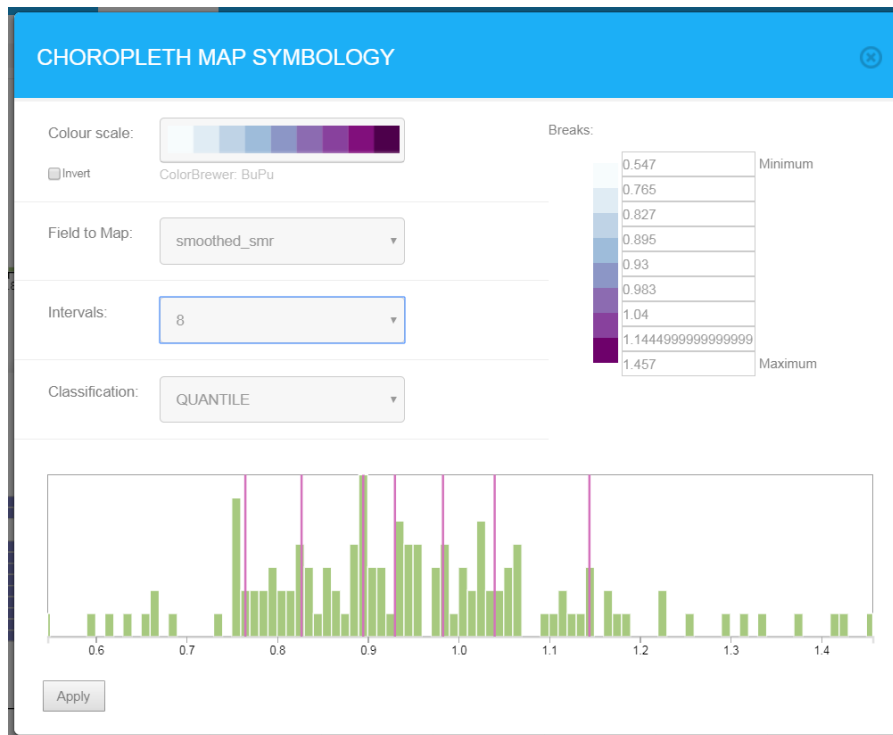 CHOROPLETH MAP SYMBOLOGY
Colour scale:
Invert
ColorBrewer: BuPu
Field to Map:
smoothed_smr
Intervals:
8
Classification:
QUANTILE
Breaks:
0.547 Minimum
0.765
0.827
0.895
0.93
0.983
1.04
1.1444999999999999
1.457 Maximum
0.6 0.7 0.8 0.9 1.0 1.1 1.2 1.3 1.4
Apply